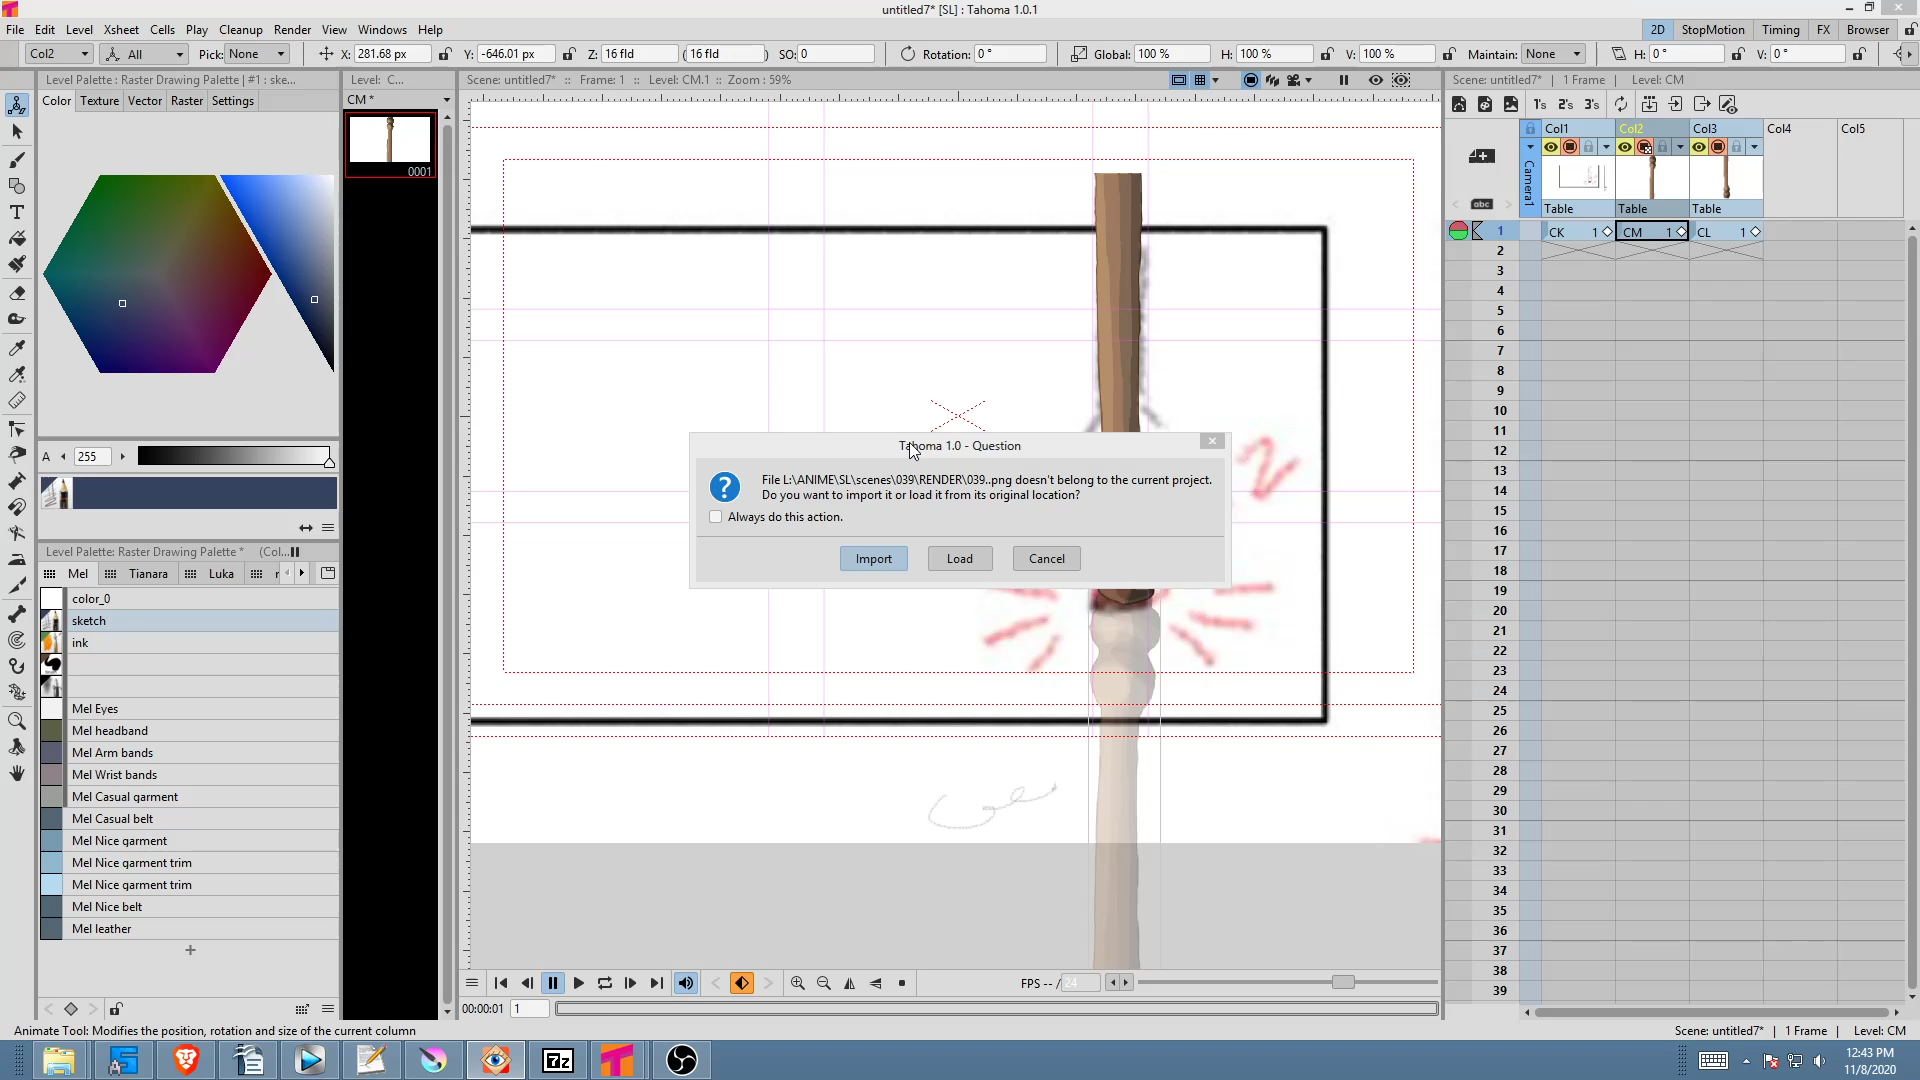 untitled7* [SL] : Tahoma 1.0.1
File Edit Level Xsheet Cells Play Cleanup Render View Windows Help
2D StopMotion Timing FX Browser
Col2 All Pick: None X: 281.68 px Y: -646.01 px Z: 16 fld (16 fld ) SO: 0 Rotation: 0 ° Global: 100 % H: 100 % V: 100 % Maintain: None H: 0 ° V: 0 °
Level Palette : Raster Drawing Palette | #1 : ske...
Level: C...
Scene: untitled7* :: Frame: 1 :: Level: CM.1 :: Zoom : 59%
Scene: untitled7* | 1 Frame | Level: CM
Color Texture Vector Raster Settings
CM *
0001
1's 2's 3's
Col1 Col2 Col3 Col4 Col5
Camera1
abc
Table Table Table
CK 1 CM 1 CL 1
1
2
3
4
5
6
7
8
9
10
11
12
13
14
15
16
17
18
19
20
21
22
23
24
25
26
27
28
29
30
31
32
33
34
35
36
37
38
39
Tahoma 1.0 - Question
File L:\ANIME\SL\scenes\039\RENDER\039..png doesn't belong to the current project.
Do you want to import it or load it from its original location?
Always do this action.
Import Load Cancel
A 255
Level Palette: Raster Drawing Palette * (Col...
Mel Tianara Luka
color_0
sketch
ink
Mel Eyes
Mel headband
Mel Arm bands
Mel Wrist bands
Mel Casual garment
Mel Casual belt
Mel Nice garment
Mel Nice garment trim
Mel Nice garment trim
Mel Nice belt
Mel leather
+
FPS -- / 24
00:00:01 1
Animate Tool: Modifies the position, rotation and size of the current column
Scene: untitled7* | 1 Frame | Level: CM
7z
12:43 PM
11/8/2020